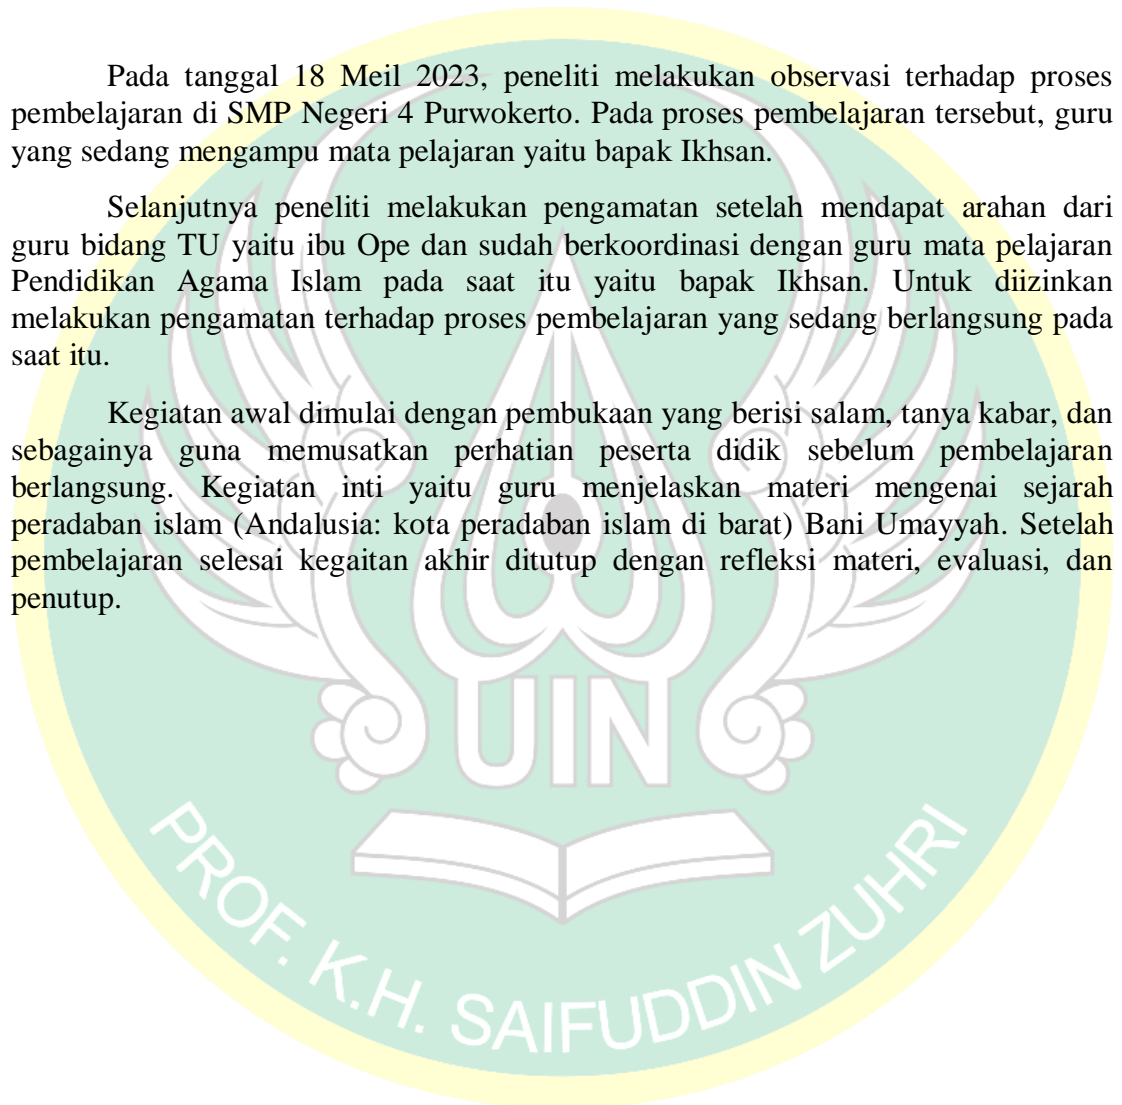 Pada tanggal 18 Meil 2023, peneliti melakukan observasi terhadap proses
pembelajaran di SMP Negeri 4 Purwokerto. Pada proses pembelajaran tersebut, guru
yang sedang mengampu mata pelajaran yaitu bapak Ikhsan.
Selanjutnya peneliti melakukan pengamatan setelah mendapat arahan dari
guru bidang TU yaitu ibu Ope dan sudah berkoordinasi dengan guru mata pelajaran
Pendidikan Agama Islam pada saat itu yaitu bapak Ikhsan. Untuk diizinkan
melakukan pengamatan terhadap proses pembelajaran yang sedang berlangsung pada
saat itu.
Kegiatan awal dimulai dengan pembukaan yang berisi salam, tanya kabar, dan
sebagainya guna memusatkan perhatian peserta didik sebelum pembelajaran
berlangsung. Kegiatan inti yaitu guru menjelaskan materi mengenai sejarah
peradaban islam (Andalusia: kota peradaban islam di barat) Bani Umayyah. Setelah
pembelajaran selesai kegaitan akhir ditutup dengan refleksi materi, evaluasi, dan
penutup.
UIN
PROF. K.H. SAIFUDDIN ZUHRI